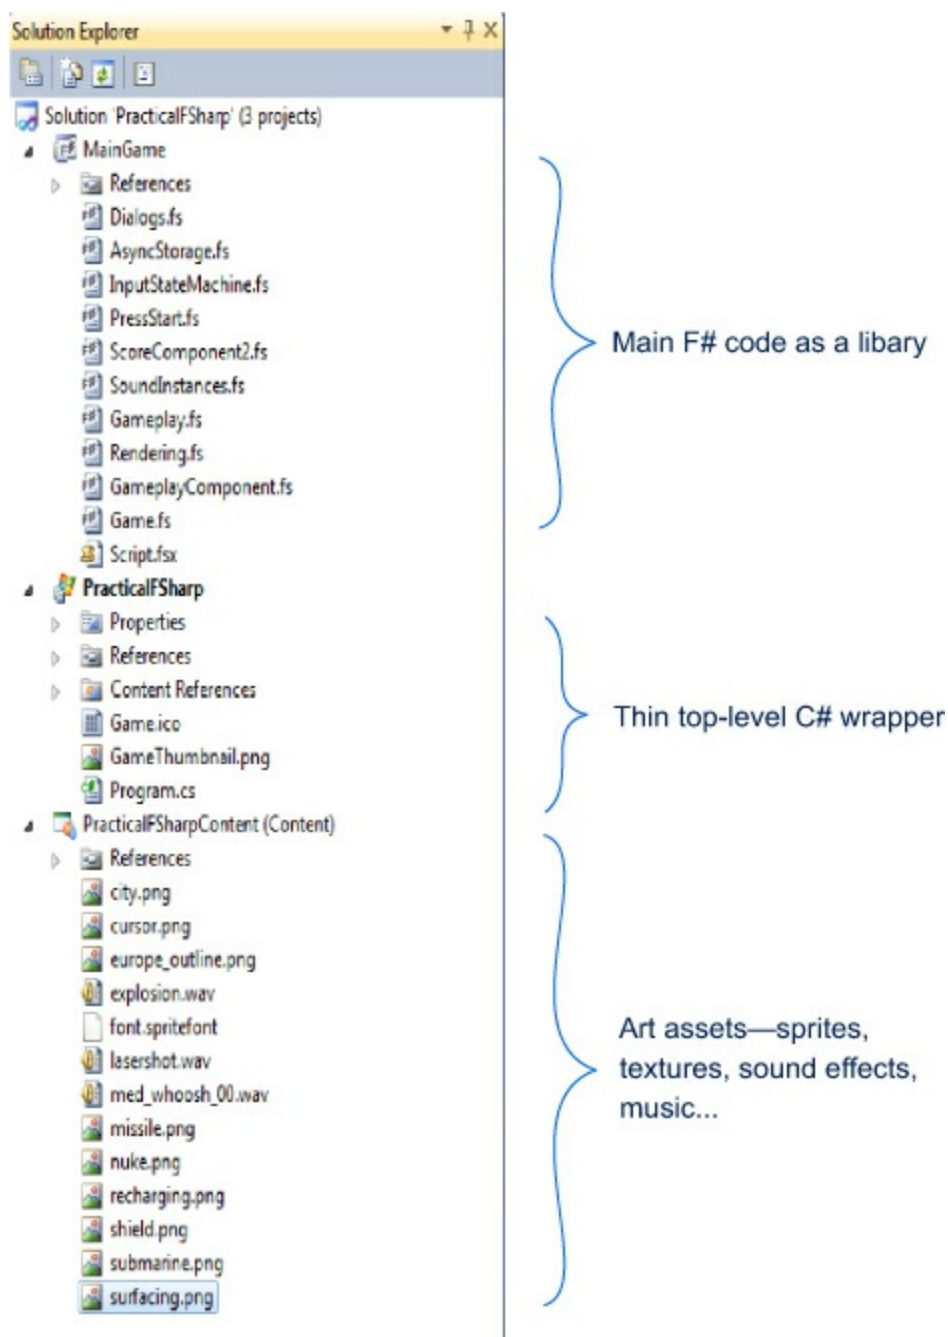 Solution Explorer
Solution 'PracticalFSharp' (3 projects)
MainGame
References
Dialogs.fs
AsyncStorage.fs
InputStateMachine.fs
PressStart.fs
ScoreComponent2.fs
SoundInstances.fs
Gameplay.fs
Rendering.fs
GameplayComponent.fs
Game.fs
Script.fsx
Main F# code as a libary
PracticalFSharp
Properties
References
Content References
Game.ico
GameThumbnail.png
Program.cs
Thin top-level C# wrapper
PracticalFSharpContent (Content)
References
city.png
cursor.png
europe_outline.png
explosion.wav
font.spritefont
lasershot.wav
med_whoosh_00.wav
missile.png
nuke.png
recharging.png
shield.png
submarine.png
surfacing.png
Art assets—sprites,
textures, sound effects,
music...